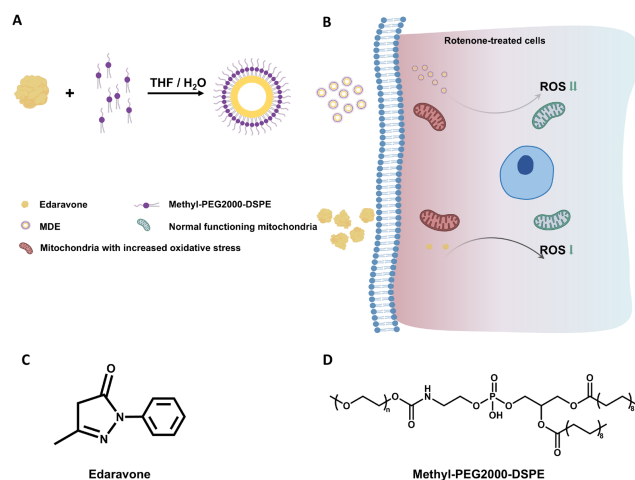 A
THF / H₂O
Edaravone
Methyl-PEG2000-DSPE
MDE
Normal functioning mitochondria
Mitochondria with increased oxidative stress
B
Rotenone-treated cells
ROS II
ROS I
C
O
N
N
Edaravone
D
O
n
O
O
H
N
O
O
P
OH
O
O
O
8
O
O
8
Methyl-PEG2000-DSPE